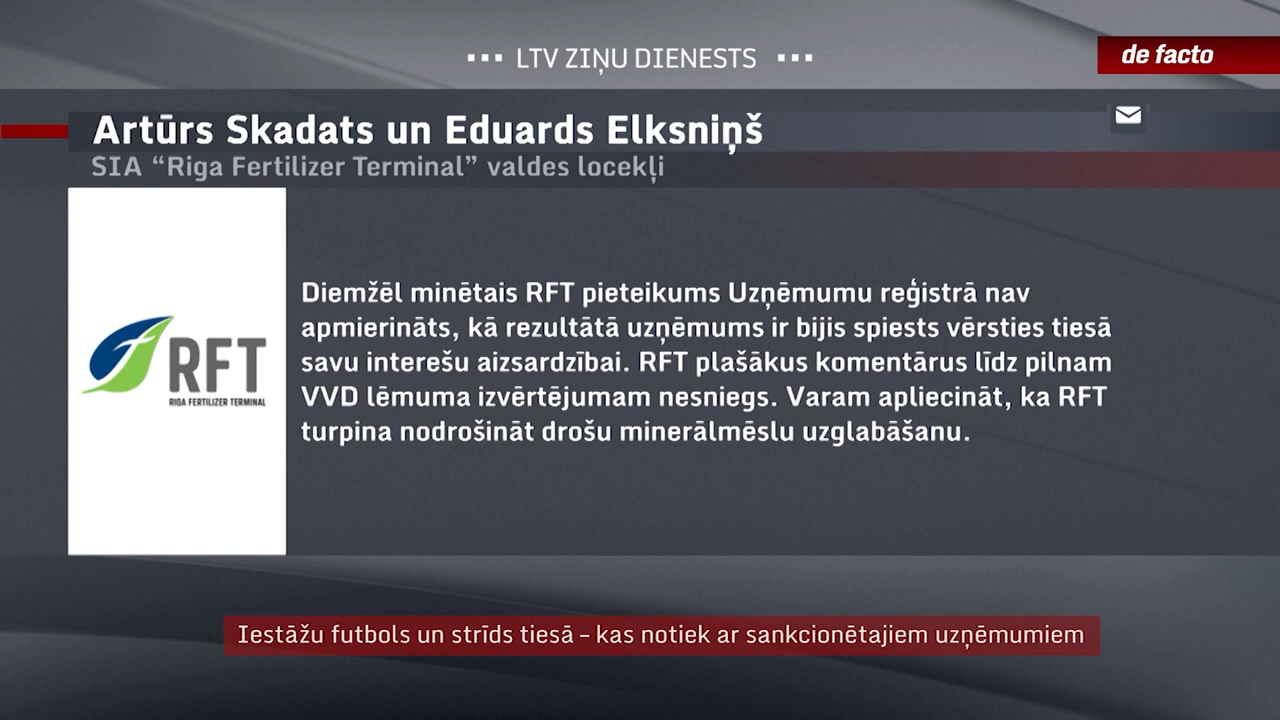 LTV ZIŅU DIENESTS
de facto
Artūrs Skadats un Eduards Elksniņš
SIA “Riga Fertilizer Terminal” valdes locekļi
RFT
RIGA FERTILIZER TERMINAL
Diemžēl minētais RFT pieteikums Uzņēmumu reģistrā nav
apmierināts, kā rezultātā uzņēmums ir bijis spiests vērsties tiesā
savu interešu aizsardzībai. RFT plašākus komentārus līdz pilnam
VVD lēmuma izvērtējumam nesniegs. Varam apliecināt, ka RFT
turpina nodrošināt drošu minerālmēslu uzglabāšanu.
Iestāžu futbols un strīds tiesā – kas notiek ar sankcionētajiem uzņēmumiem